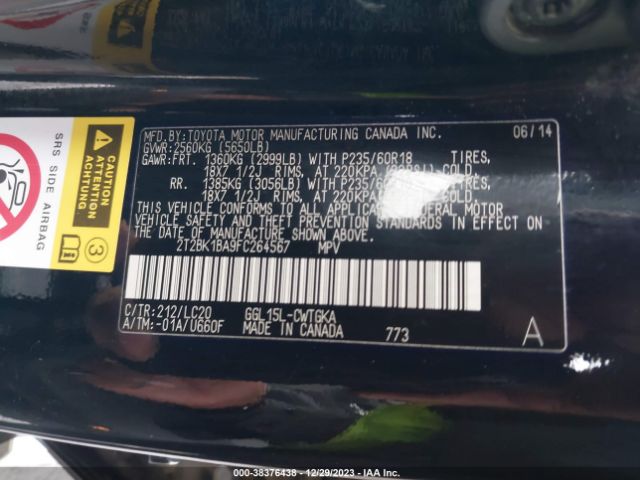 MFD.BY:TOYOTA MOTOR MANUFACTURING CANADA INC. 06/14
GVWR:2560KG (5650LB)
GAWR:FRT. 1360KG (2999LB) WITH P235/60R18 TIRES,
18X7 1/2J RIMS, AT 220KPA COLD.
RR. 1385KG (3056LB) WITH TIRES,
18X7 1/2J RIMS, AT 220KPA COLD.
THIS VEHICLE CONFORMS TO ALL FEDERAL MOTOR
VEHICLE SAFETY AND THEFT PREVENTION STANDARDS IN EFFECT ON
THE DATE OF MANUFACTURE SHOWN ABOVE.
2T2BK1BA9FC264567 MPV
C/TR:212/LC20 GGL15L-CWTGKA
A/TM:-01A/U660F MADE IN CANADA 773 A
SRS SIDE AIRBAG
CAUTION
ATTENTION
ACHTUNG
3
000-38376438 - 12/29/2023 - IAA Inc.